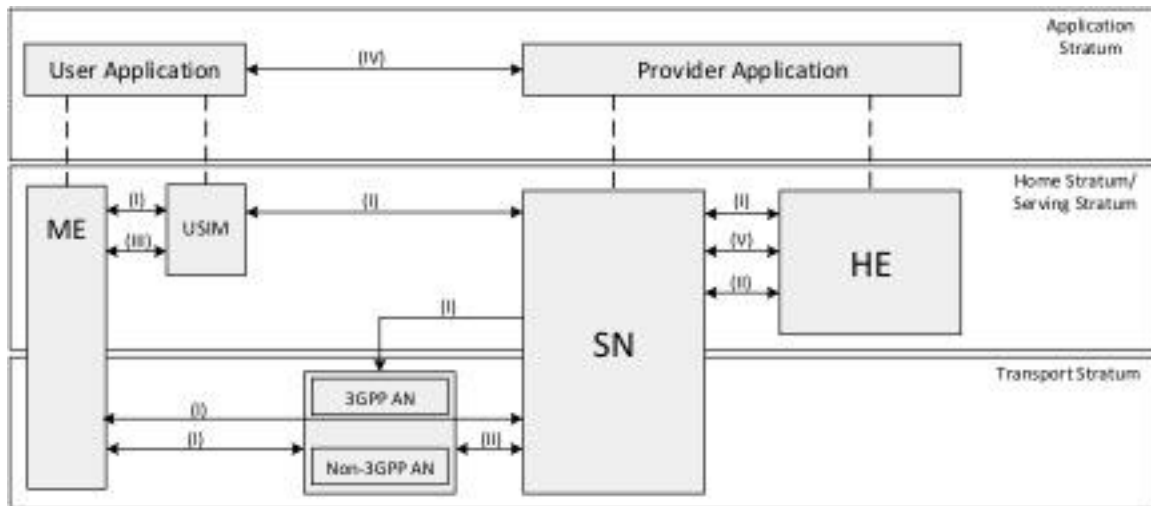 Application
Stratum
User Application
(IV)
Provider Application
Home Stratum/
Serving Stratum
ME
(I)
(III)
USIM
(I)
SN
(I)
(V)
(II)
HE
(I)
Transport Stratum
3GPP AN
(I)
(I)
(II)
Non-3GPP AN